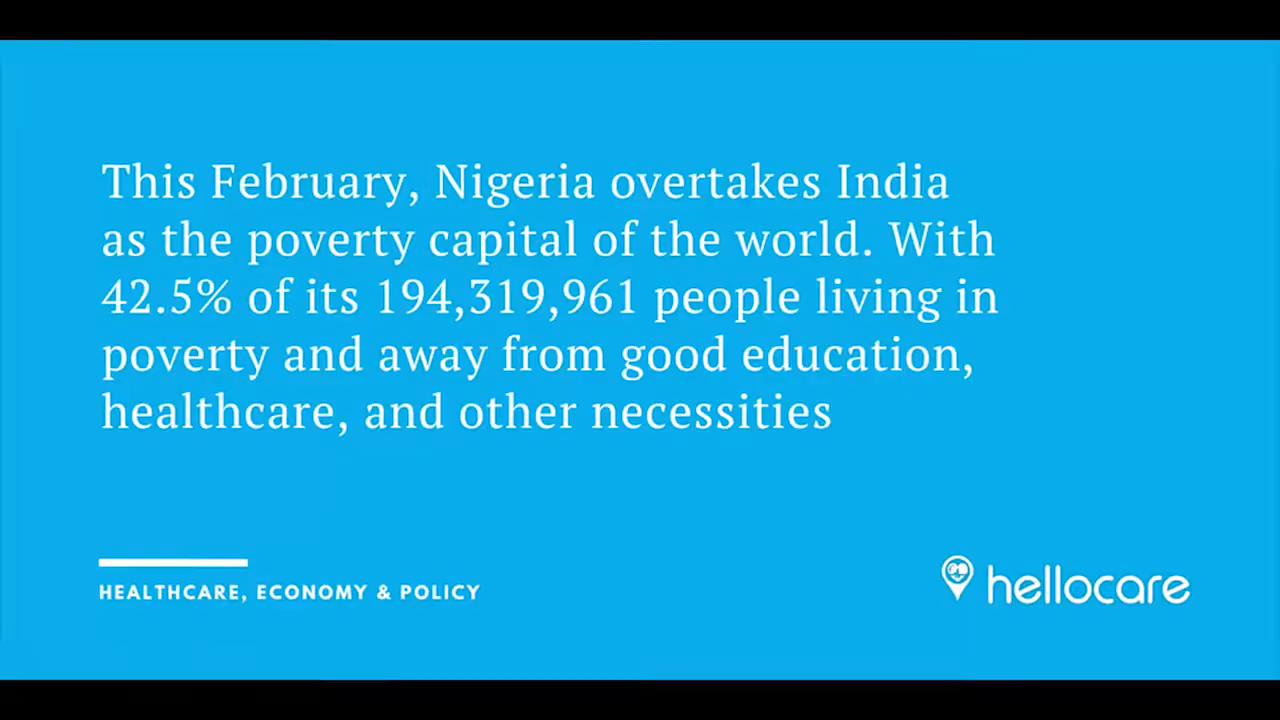 This February, Nigeria overtakes India
as the poverty capital of the world. With
42.5% of its 194,319,961 people living in
poverty and away from good education,
healthcare, and other necessities
HEALTHCARE, ECONOMY & POLICY
hellocare